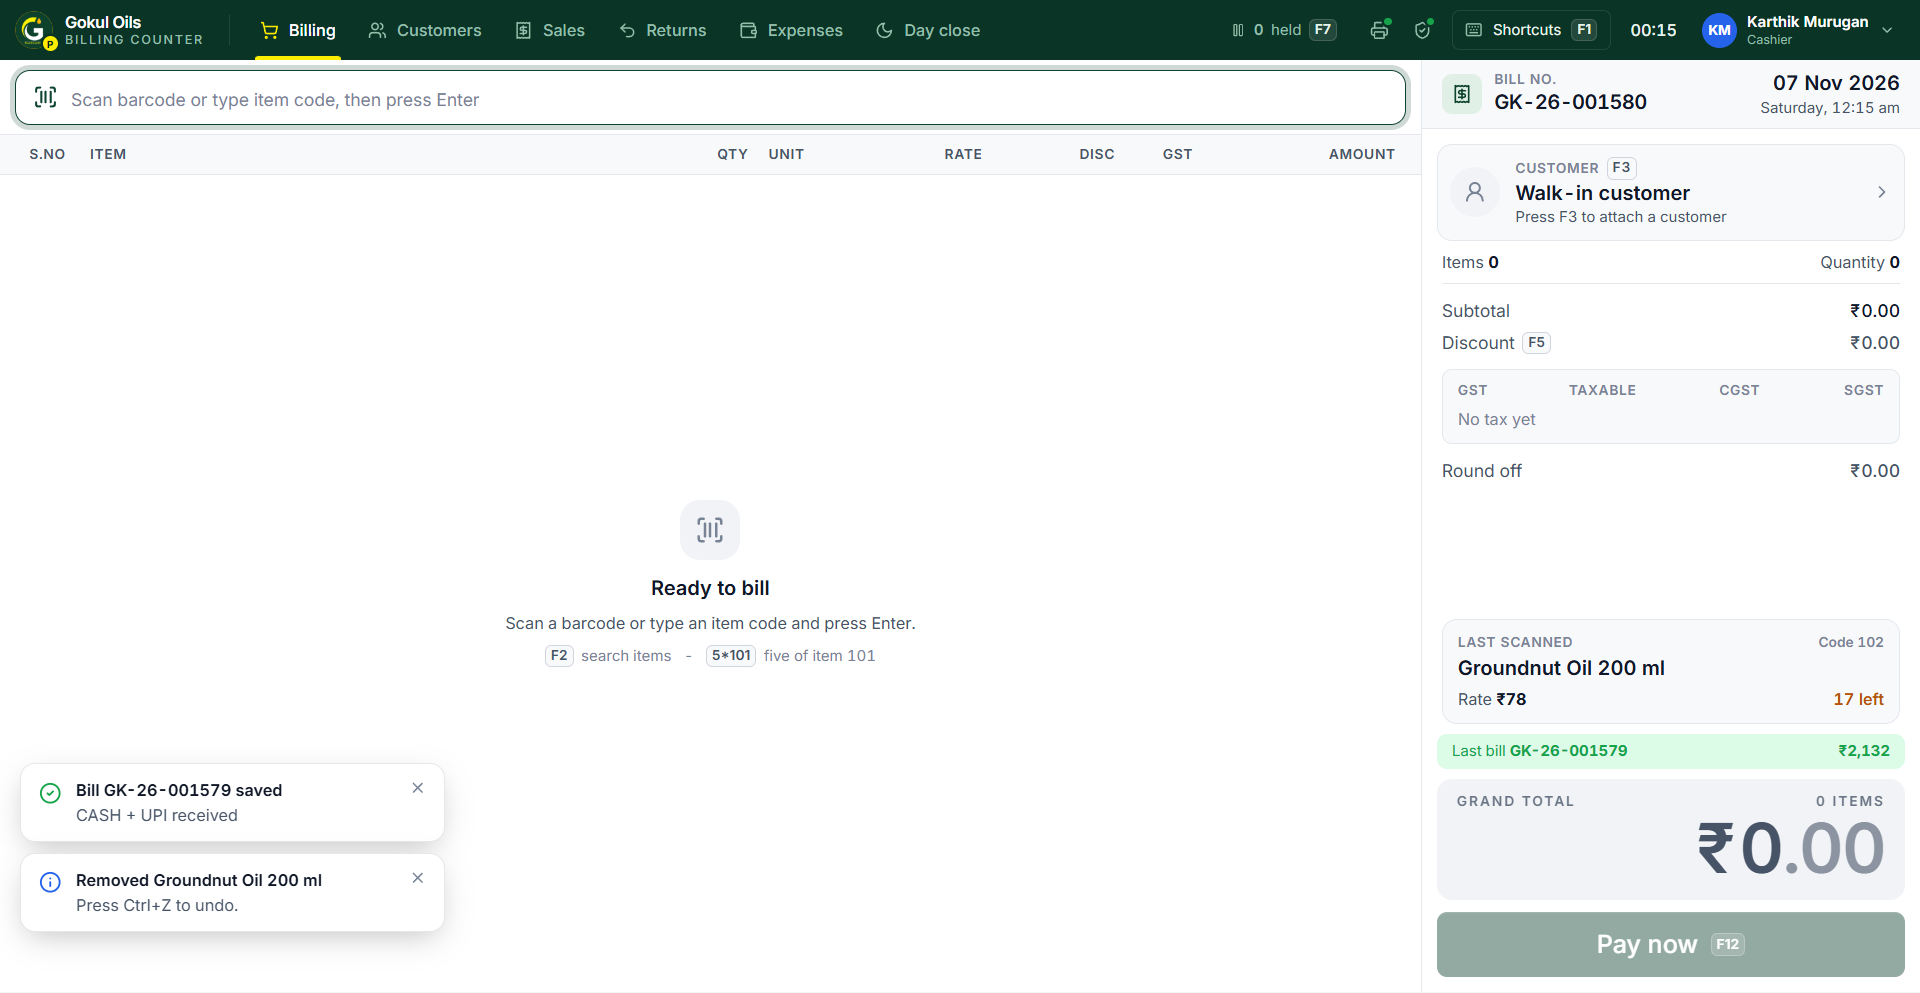 Gokul Oils
BILLING COUNTER
P
Billing
Customers
Sales
Returns
Expenses
Day close
0 held F7
Shortcuts F1
00:15
KM
Karthik Murugan
Cashier
Scan barcode or type item code, then press Enter
S.NO ITEM QTY UNIT RATE DISC GST AMOUNT
Ready to bill
Scan a barcode or type an item code and press Enter.
F2 search items - 5*101 five of item 101
Bill GK-26-001579 saved
CASH + UPI received
Removed Groundnut Oil 200 ml
Press Ctrl+Z to undo.
BILL NO.
GK-26-001580
07 Nov 2026
Saturday, 12:15 am
CUSTOMER F3
Walk-in customer
Press F3 to attach a customer
Items 0 Quantity 0
Subtotal ₹0.00
Discount F5 ₹0.00
GST TAXABLE CGST SGST
No tax yet
Round off ₹0.00
LAST SCANNED Code 102
Groundnut Oil 200 ml
Rate ₹78 17 left
Last bill GK-26-001579 ₹2,132
GRAND TOTAL 0 ITEMS
₹0.00
Pay now F12